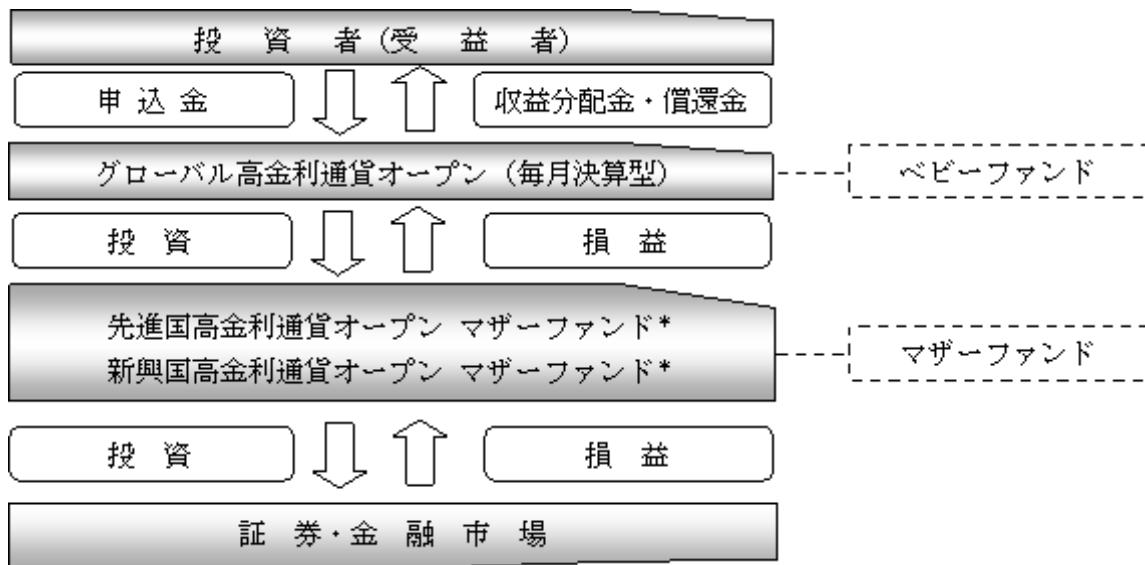 投資者(受益者)
申込金
収益分配金・償還金
グローバル高金利通貨オープン（毎月決算型）
ベビーファンド
投資
損益
先進国高金利通貨オープン マザーファンド*
新興国高金利通貨オープン マザーファンド*
マザーファンド
投資
損益
証券・金融市場